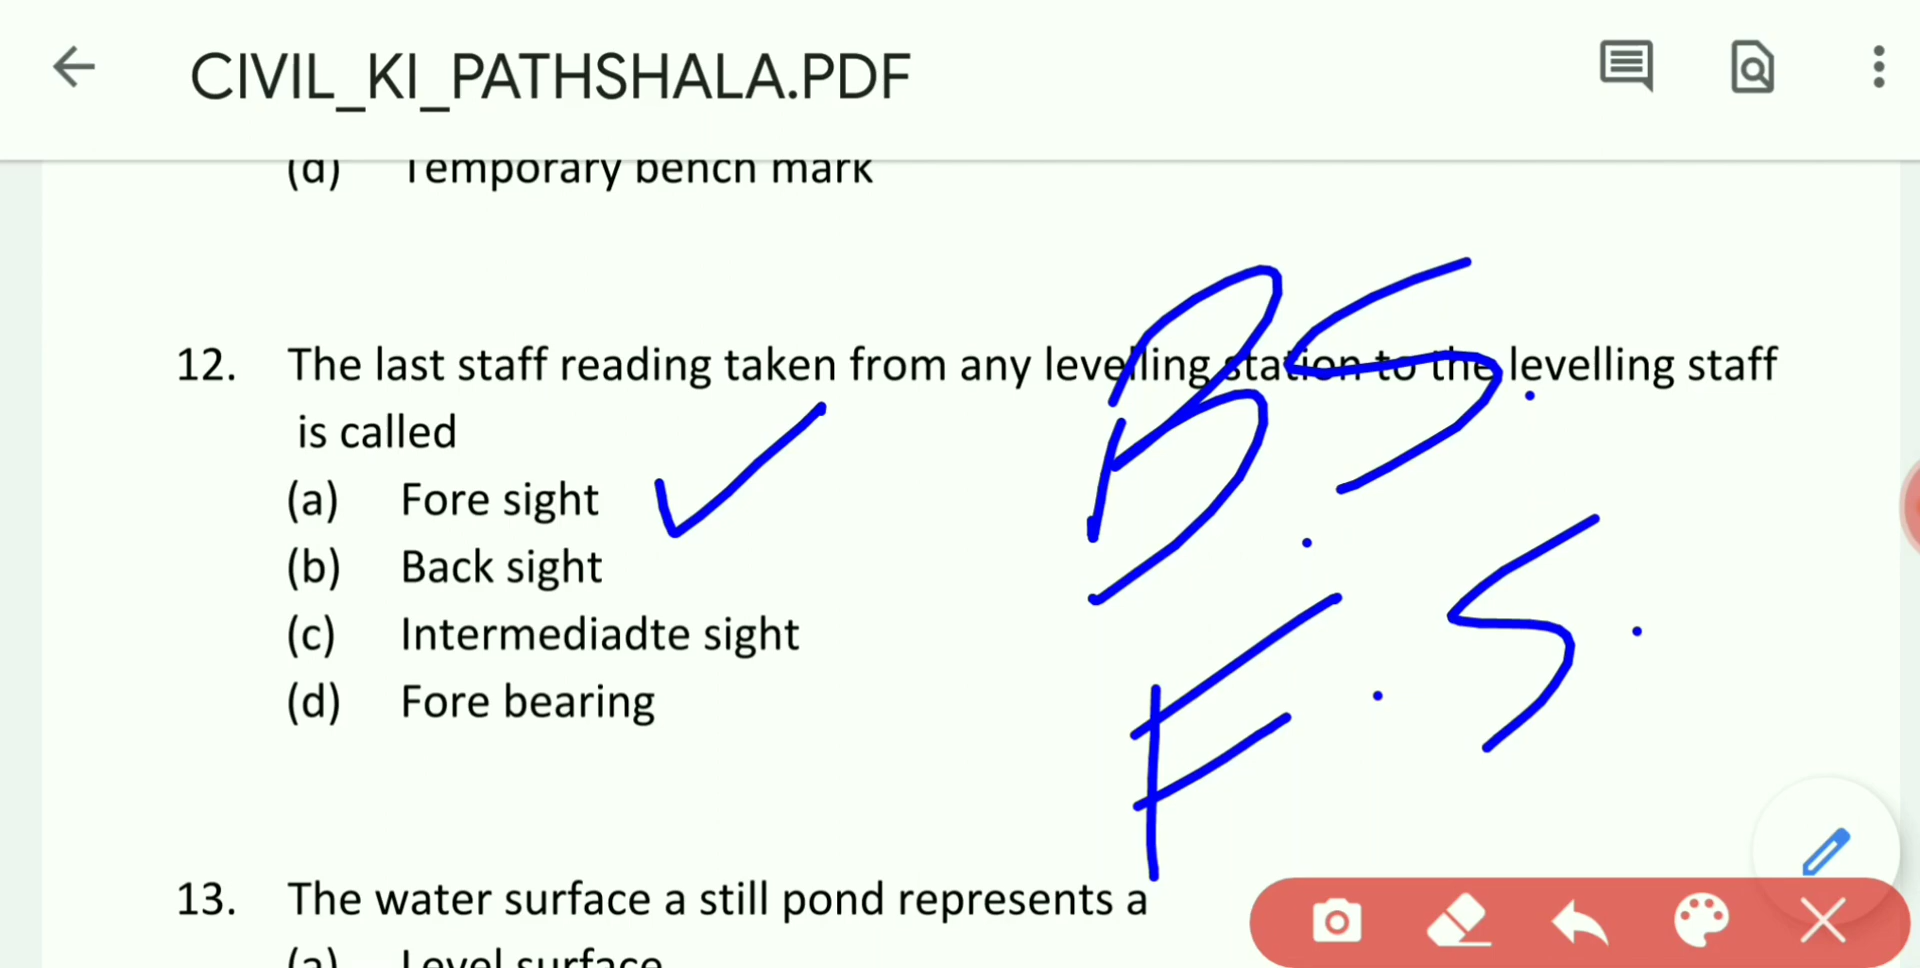 CIVIL_KI_PATHSHALA.PDF
(d) Temporary bench mark
12. The last staff reading taken from any levelling station to the levelling staff
is called
(a) Fore sight
(b) Back sight
(c) Intermediadte sight
(d) Fore bearing
B.S.
F.S.
13. The water surface a still pond represents a
(a) Level surface